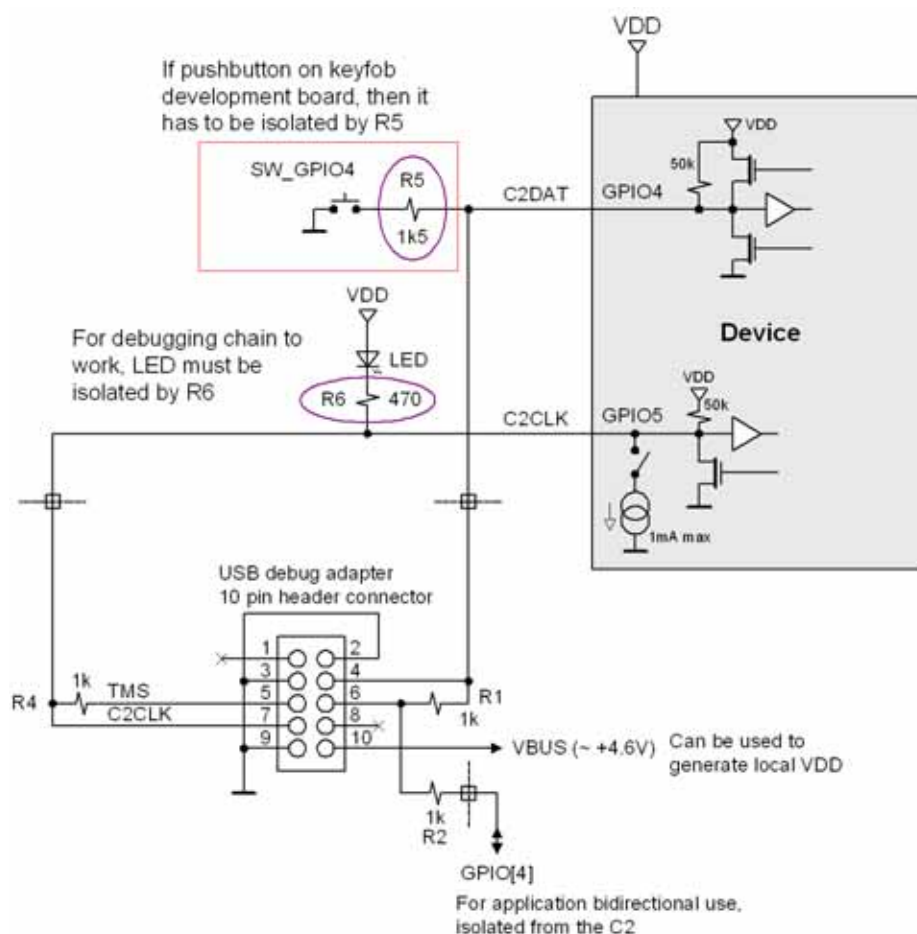 VDD
If pushbutton on keyfob
development board, then it
has to be isolated by R5
SW_GPIO4
R5
1k5
C2DAT
GPIO4
50k
VDD
Device
VDD
For debugging chain to
work, LED must be
isolated by R6
LED
R6
470
C2CLK
GPIO5
VDD
50k
1mA max
USB debug adapter
10 pin header connector
1
2
3
4
5
6
7
8
9
10
R4
1k
TMS
C2CLK
R1
1k
VBUS (~ +4.6V)
Can be used to
generate local VDD
1k
R2
GPIO[4]
For application bidirectional use,
isolated from the C2